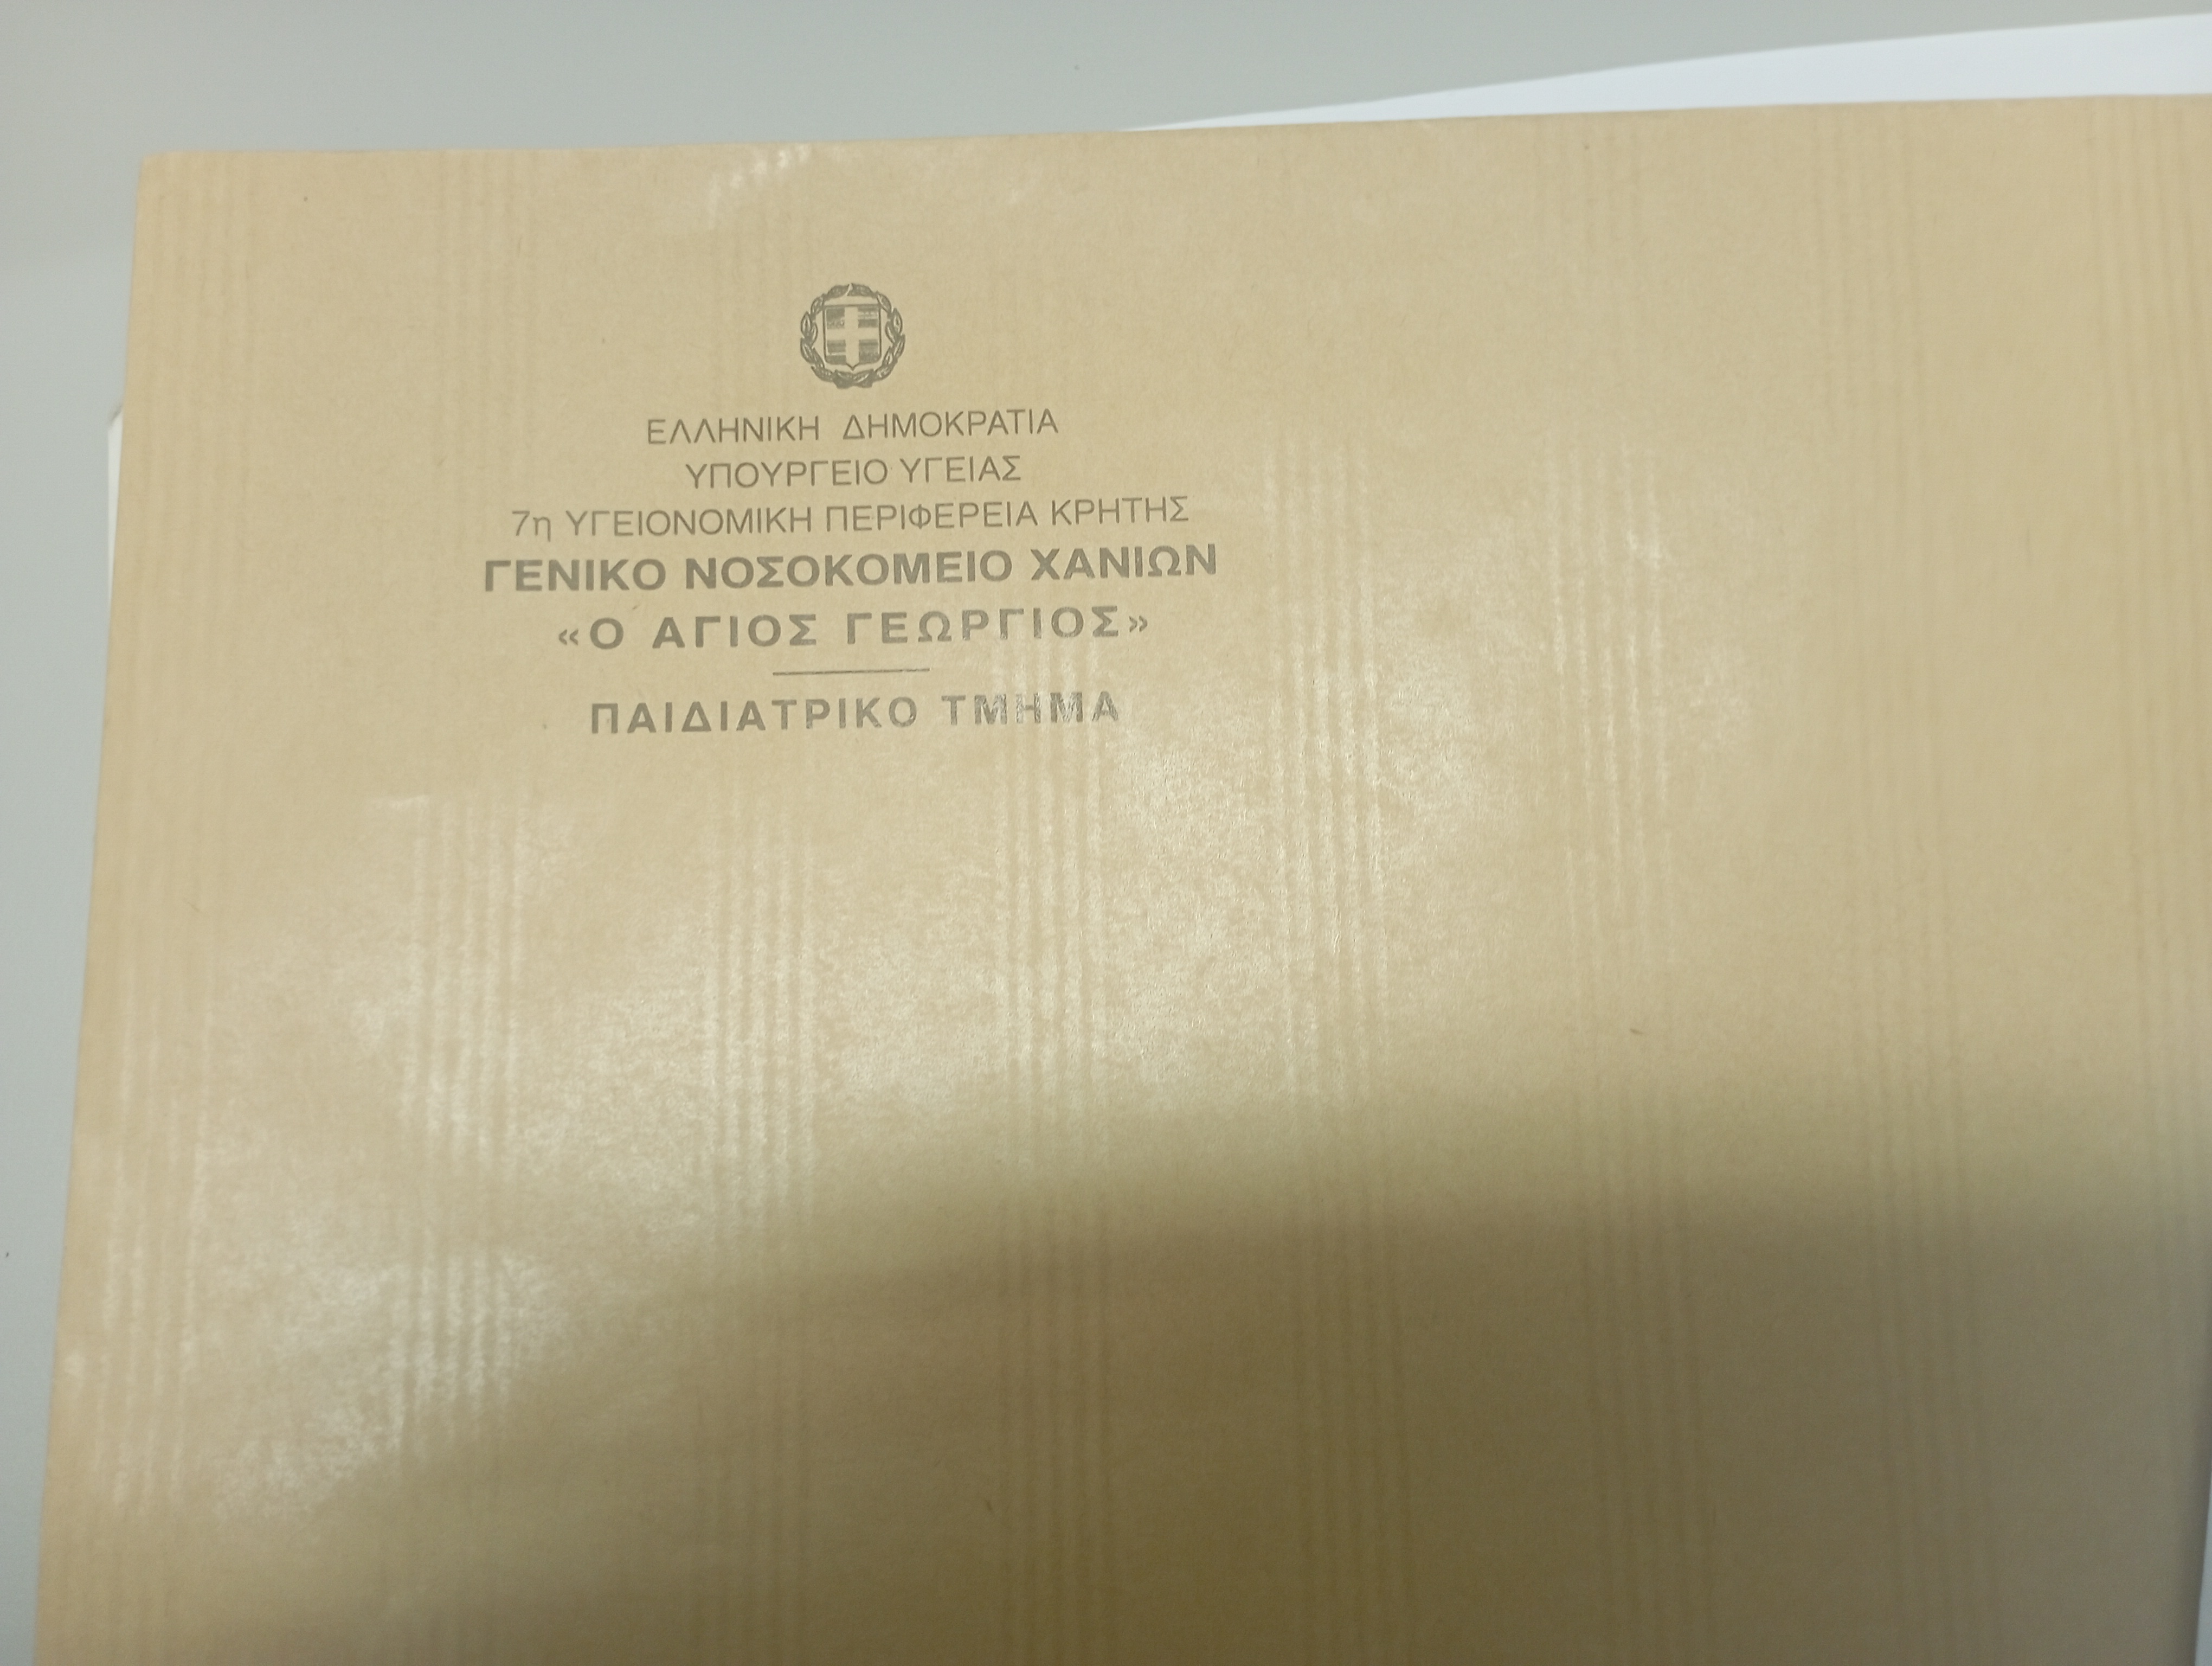 ΕΛΛΗΝΙΚΗ ΔΗΜΟΚΡΑΤΙΑ
ΥΠΟΥΡΓΕΙΟ ΥΓΕΙΑΣ
7η ΥΓΕΙΟΝΟΜΙΚΗ ΠΕΡΙΦΕΡΕΙΑ ΚΡΗΤΗΣ
ΓΕΝΙΚΟ ΝΟΣΟΚΟΜΕΙΟ ΧΑΝΙΩΝ
«Ο ΑΓΙΟΣ ΓΕΩΡΓΙΟΣ»
ΠΑΙΔΙΑΤΡΙΚΟ ΤΜΗΜΑ